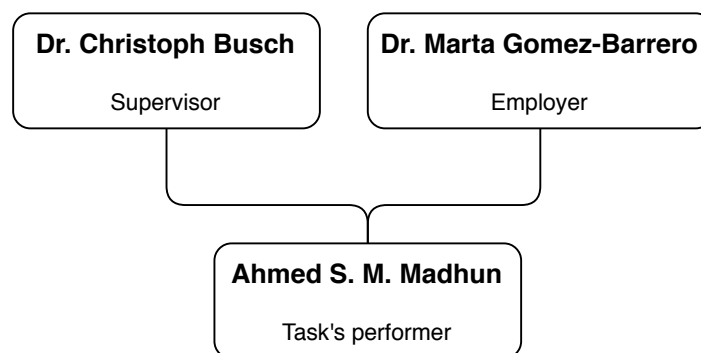 Dr. Christoph Busch
Supervisor
Dr. Marta Gomez-Barrero
Employer
Ahmed S. M. Madhun
Task's performer